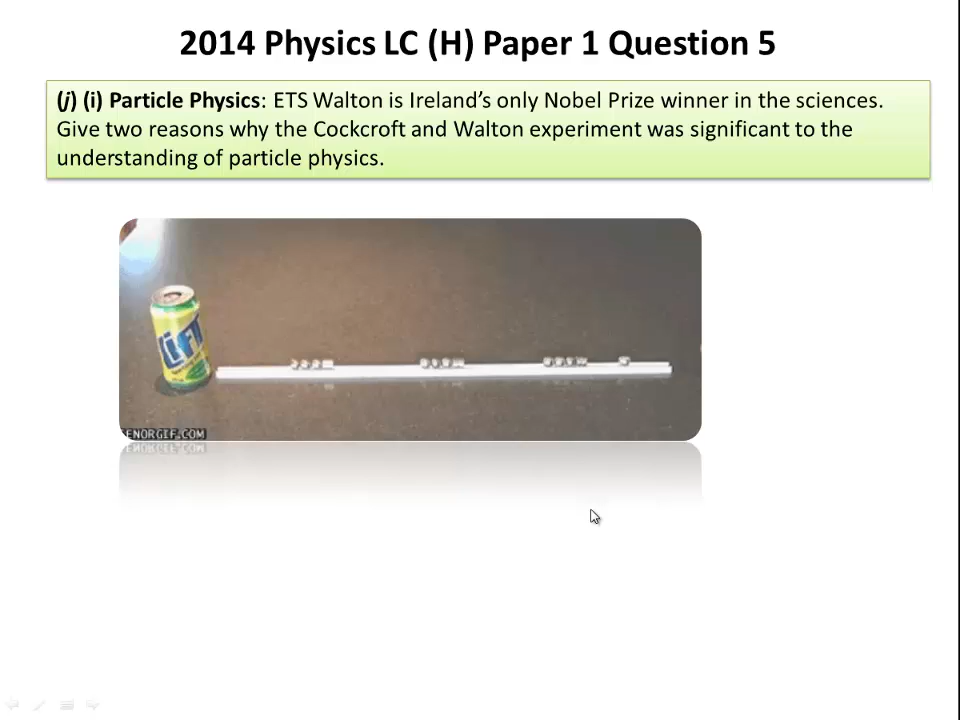 2014 Physics LC (H) Paper 1 Question 5
(j) (i) Particle Physics: ETS Walton is Ireland’s only Nobel Prize winner in the sciences.
Give two reasons why the Cockcroft and Walton experiment was significant to the
understanding of particle physics.
LiFT
ENORGIF.COM